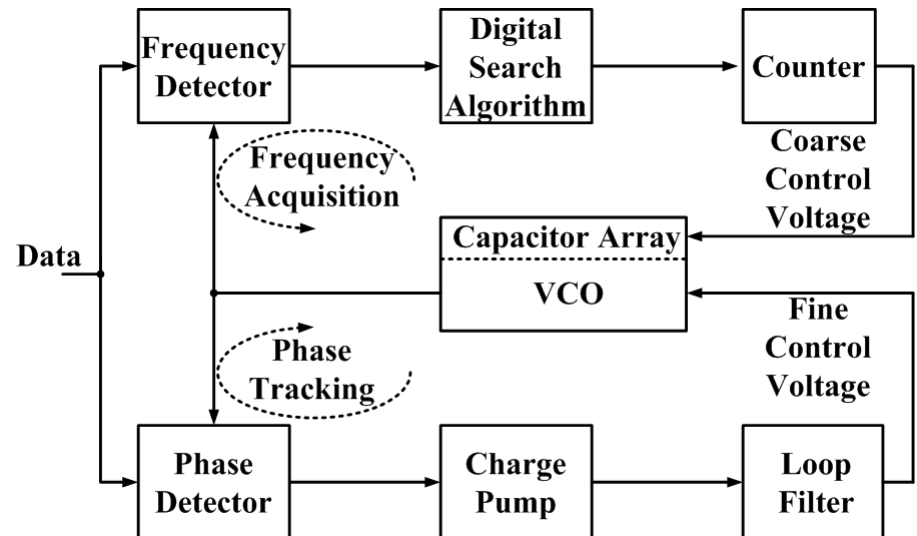 Frequency
Detector
Digital
Search
Algorithm
Counter
Coarse
Control
Voltage
Frequency
Acquisition
Capacitor Array
VCO
Data
Fine
Control
Voltage
Phase
Tracking
Phase
Detector
Charge
Pump
Loop
Filter